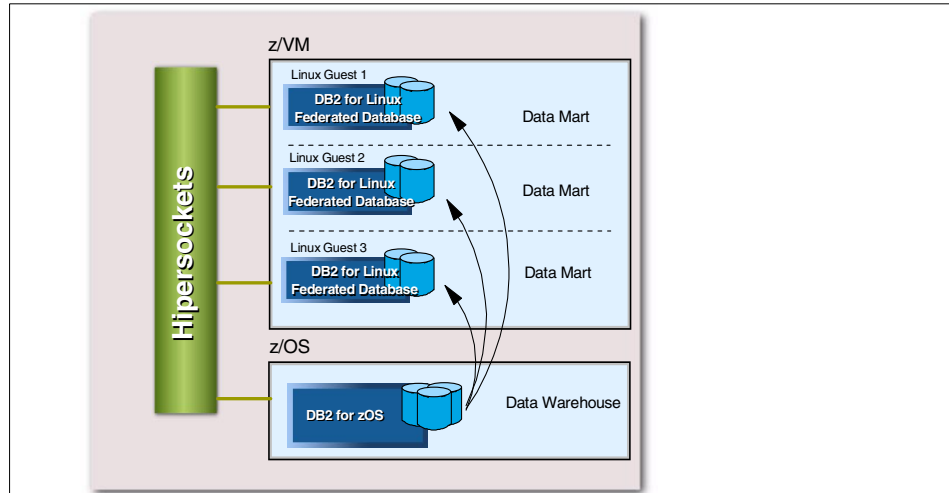 z/VM
Hipersockets
Linux Guest 1
DB2 for Linux
Federated Database
Data Mart
Linux Guest 2
DB2 for Linux
Federated Database
Data Mart
Linux Guest 3
DB2 for Linux
Federated Database
Data Mart
z/OS
DB2 for zOS
Data Warehouse